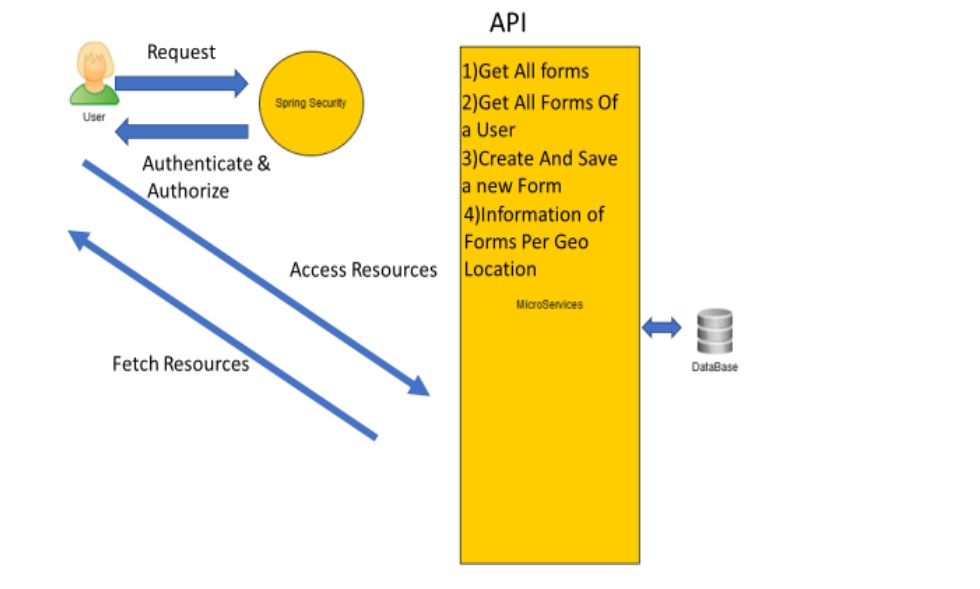 API
Request
Spring Security
User
Authenticate &
Authorize
Access Resources
Fetch Resources
1)Get All forms
2)Get All Forms Of
a User
3)Create And Save
a new Form
4)Information of
Forms Per Geo
Location
MicroServices
DataBase